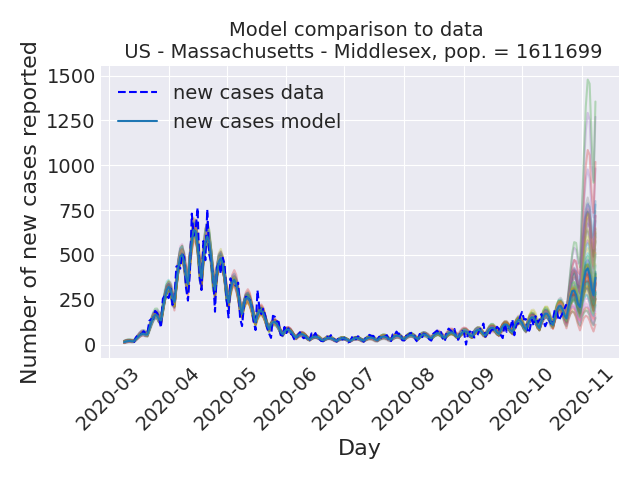 Model comparison to data
US - Massachusetts - Middlesex, pop. = 1611699
Number of new cases reported
1500
1250
1000
750
500
250
0
new cases data
new cases model
2020-03
2020-04
2020-05
2020-06
2020-07
2020-08
2020-09
2020-10
2020-11
Day